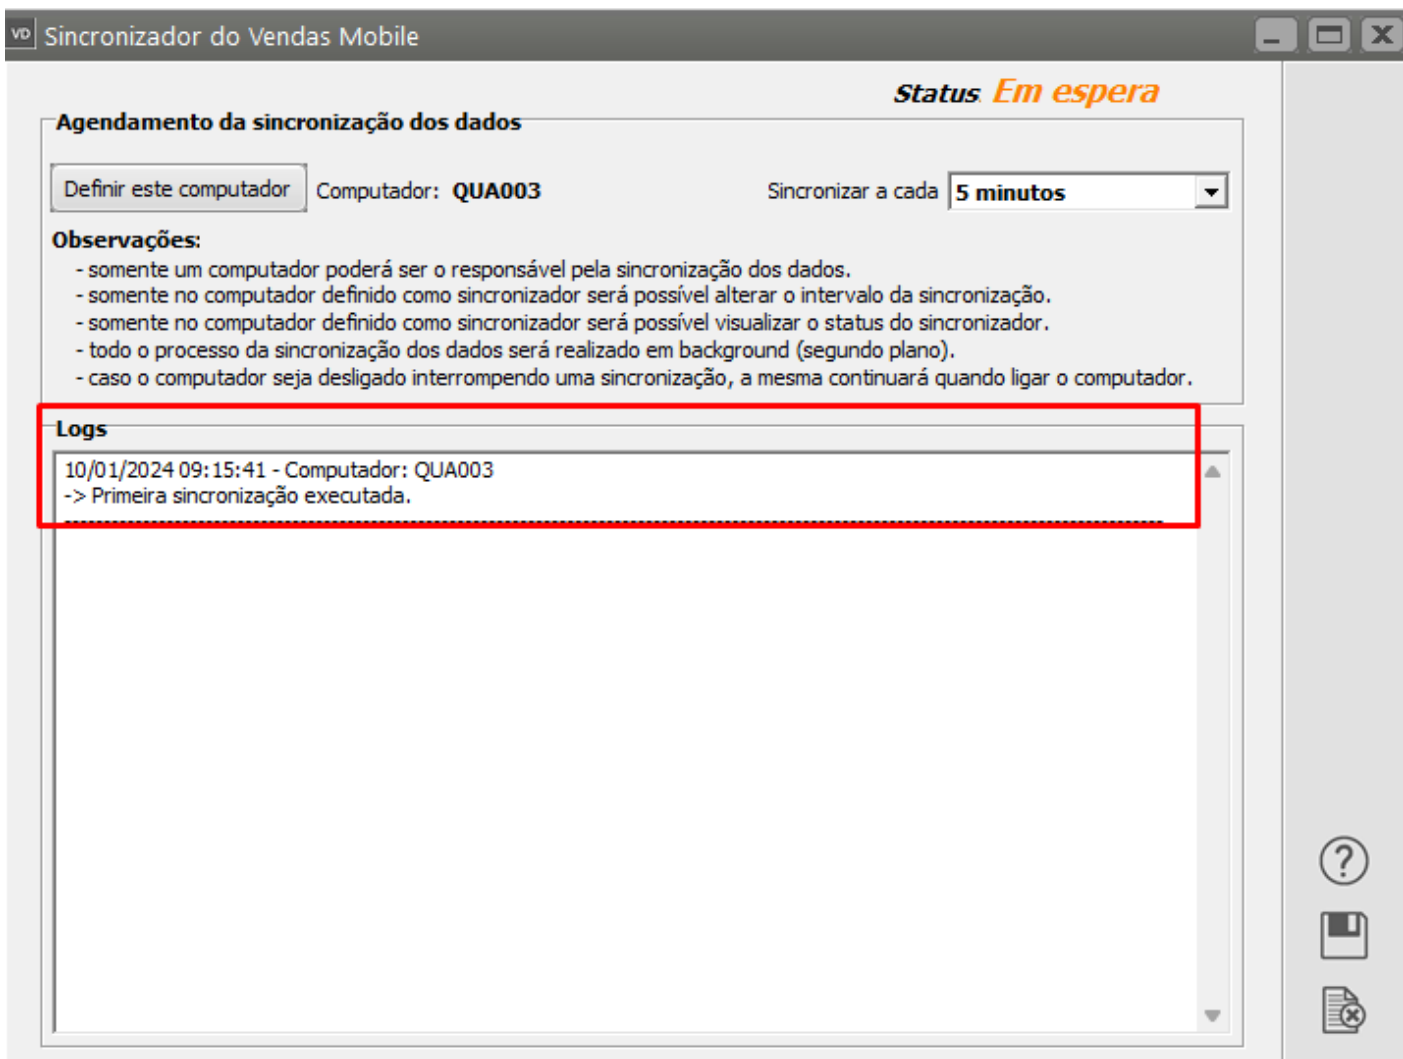 VD Sincronizador do Vendas Mobile
Status: Em espera
Agendamento da sincronização dos dados
Definir este computador Computador: QUA003 Sincronizar a cada 5 minutos
Observações:
- somente um computador poderá ser o responsável pela sincronização dos dados.
- somente no computador definido como sincronizador será possível alterar o intervalo da sincronização.
- somente no computador definido como sincronizador será possível visualizar o status do sincronizador.
- todo o processo da sincronização dos dados será realizado em background (segundo plano).
- caso o computador seja desligado interrompendo uma sincronização, a mesma continuará quando ligar o computador.
Logs
10/01/2024 09:15:41 - Computador: QUA003
-> Primeira sincronização executada.